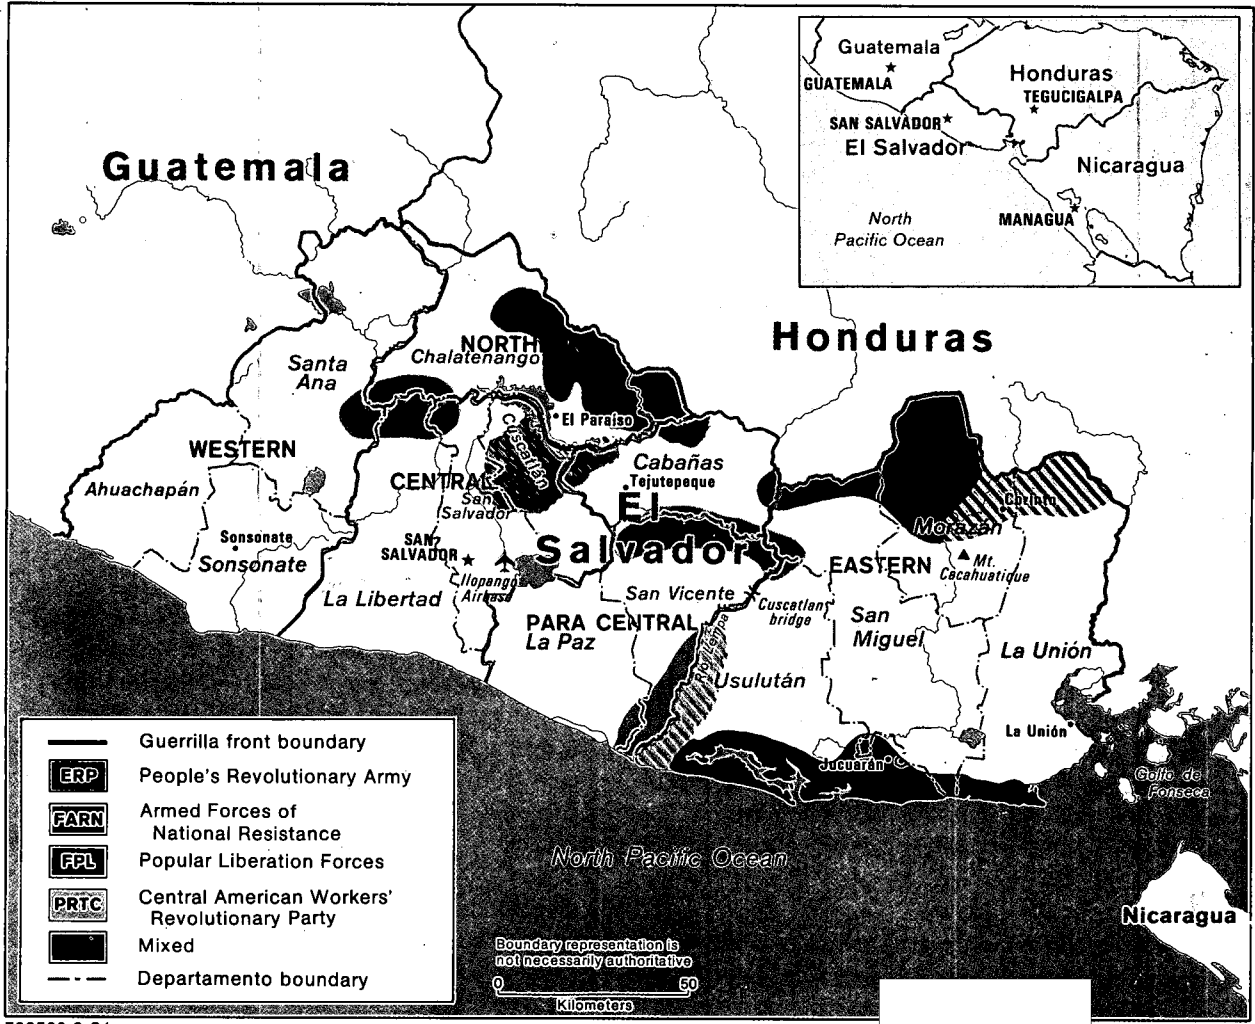 Guatemala
GUATEMALA
Honduras
TEGUCIGALPA
SAN SALVADOR
El Salvador
Nicaragua
MANAGUA
North
Pacific Ocean
Guatemala
Honduras
NORTH
Chalatenango
Santa
Ana
El Paraíso
Cuscatlán
WESTERN
Cabañas
Tejutepeque
Ahuachapán
CENTRAL
San
Salvador
Corinto
Morazán
El
Salvador
Sonsonate
Sonsonate
SAN
SALVADOR
Ilopango
Airbase
EASTERN
Mt.
Cacahuatique
La Libertad
San Vicente
Cuscatlan
bridge
PARA CENTRAL
La Paz
San
Miguel
La Unión
Río Lempa
Usulután
La Unión
Jucuarán
Golfo de
Fonseca
Guerrilla front boundary
ERP People's Revolutionary Army
FARN Armed Forces of
National Resistance
FPL Popular Liberation Forces
PRTC Central American Workers'
Revolutionary Party
Mixed
Departamento boundary
North Pacific Ocean
Nicaragua
Boundary representation is
not necessarily authoritative
0 50
Kilometers